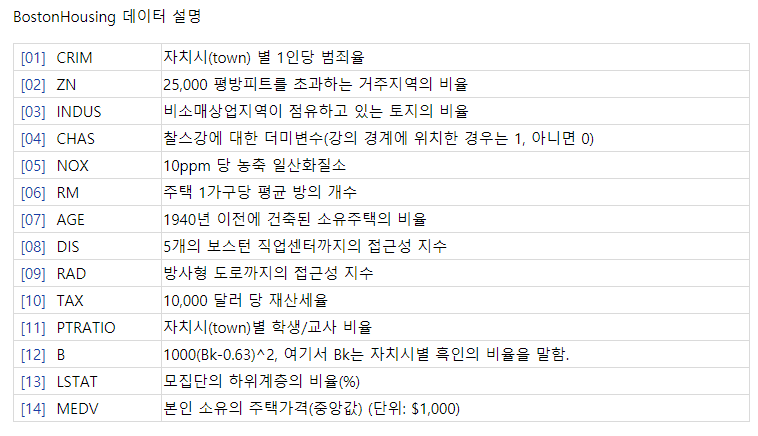 BostonHousing 데이터 설명
[01] CRIM 자치시(town) 별 1인당 범죄율
[02] ZN 25,000 평방피트를 초과하는 거주지역의 비율
[03] INDUS 비소매상업지역이 점유하고 있는 토지의 비율
[04] CHAS 찰스강에 대한 더미변수(강의 경계에 위치한 경우는 1, 아니면 0)
[05] NOX 10ppm 당 농축 일산화질소
[06] RM 주택 1가구당 평균 방의 개수
[07] AGE 1940년 이전에 건축된 소유주택의 비율
[08] DIS 5개의 보스턴 직업센터까지의 접근성 지수
[09] RAD 방사형 도로까지의 접근성 지수
[10] TAX 10,000 달러 당 재산세율
[11] PTRATIO 자치시(town)별 학생/교사 비율
[12] B 1000(Bk-0.63)^2, 여기서 Bk는 자치시별 흑인의 비율을 말함.
[13] LSTAT 모집단의 하위계층의 비율(%)
[14] MEDV 본인 소유의 주택가격(중앙값) (단위: $1,000)